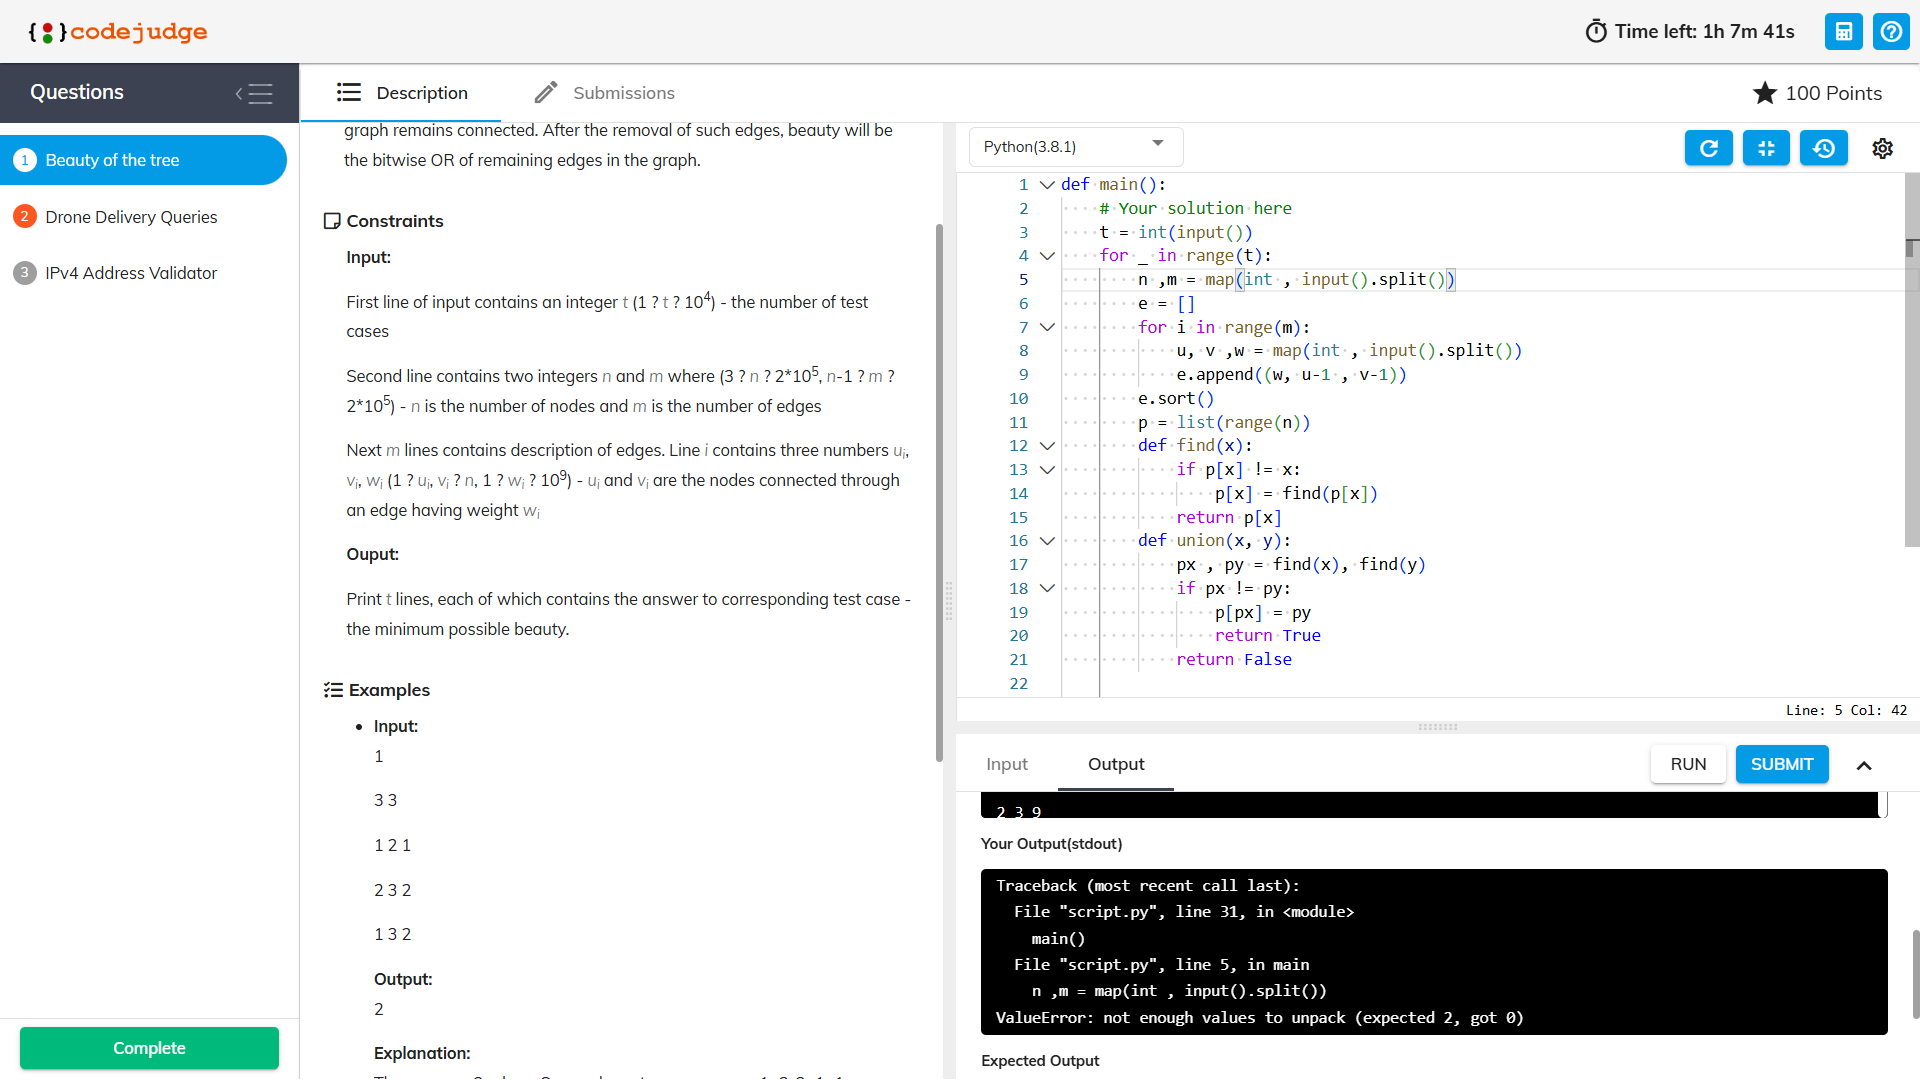 { } codejudge
Time left: 1h 7m 41s
Questions
Description
Submissions
100 Points
1 Beauty of the tree
2 Drone Delivery Queries
3 IPv4 Address Validator
Complete
graph remains connected. After the removal of such edges, beauty will be
the bitwise OR of remaining edges in the graph.
Constraints
Input:
First line of input contains an integer t (1 ? t ? 10^4) - the number of test
cases
Second line contains two integers n and m where (3 ? n ? 2*10^5, n-1 ? m ?
2*10^5) - n is the number of nodes and m is the number of edges
Next m lines contains description of edges. Line i contains three numbers u_i,
v_i, w_i (1 ? u_i, v_i ? n, 1 ? w_i ? 10^9) - u_i and v_i are the nodes connected through
an edge having weight w_i
Ouput:
Print t lines, each of which contains the answer to corresponding test case -
the minimum possible beauty.
Examples
• Input:
1
3 3
1 2 1
2 3 2
1 3 2
Output:
2
Explanation:
Python(3.8.1)
1 def main():
2     # Your solution here
3     t = int(input())
4     for _ in range(t):
5         n ,m = map(int , input().split())
6         e = []
7         for i in range(m):
8             u, v ,w = map(int , input().split())
9             e.append((w, u-1 , v-1))
10         e.sort()
11         p = list(range(n))
12         def find(x):
13             if p[x] != x:
14                 p[x] = find(p[x])
15             return p[x]
16         def union(x, y):
17             px , py = find(x), find(y)
18             if px != py:
19                 p[px] = py
20                 return True
21             return False
22
Line: 5 Col: 42
Input
Output
RUN
SUBMIT
2 3 9
Your Output(stdout)
Traceback (most recent call last):
  File "script.py", line 31, in <module>
    main()
  File "script.py", line 5, in main
    n ,m = map(int , input().split())
ValueError: not enough values to unpack (expected 2, got 0)
Expected Output